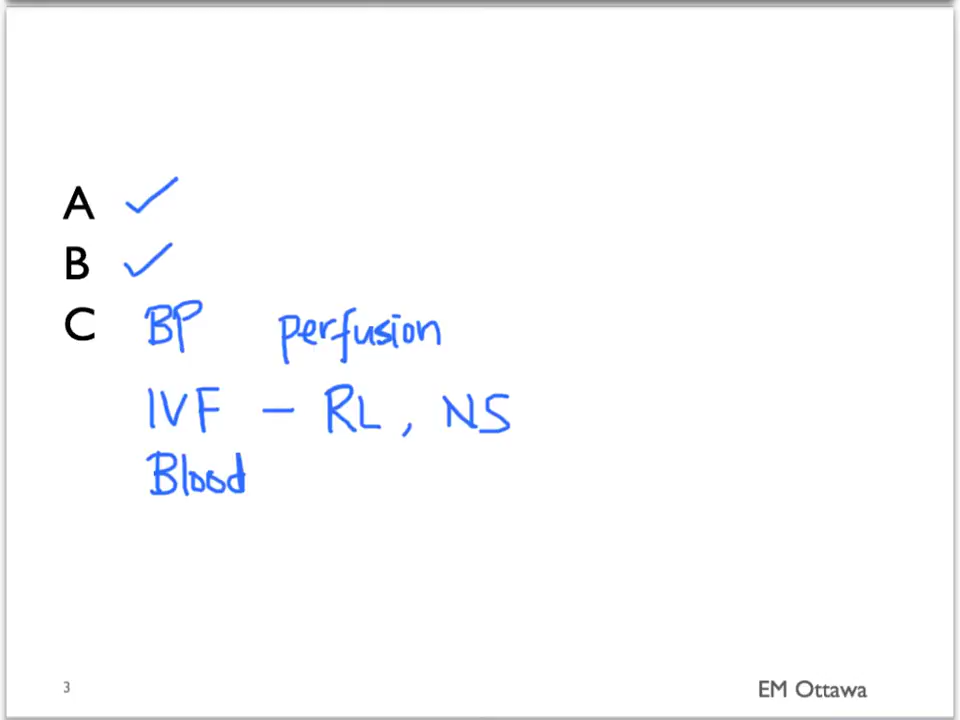 A ✓
B ✓
C BP perfusion
IVF – RL, NS
Blood
3 EM Ottawa